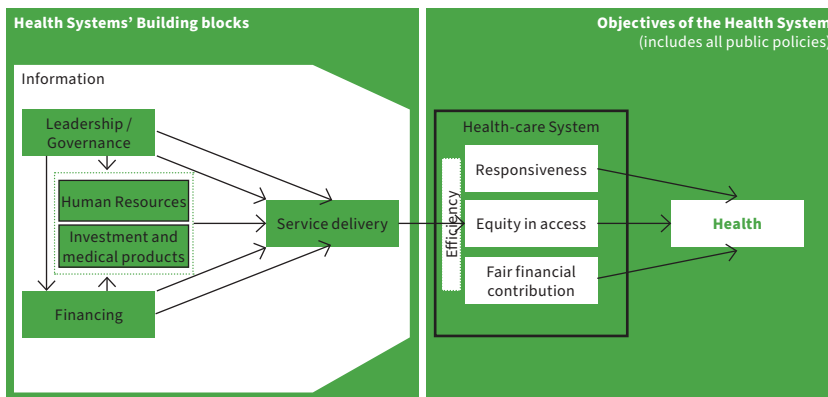 Health Systems’ Building blocks
Information
Leadership /
Governance
Human Resources
Investment and
medical products
Financing
Service delivery
Objectives of the Health System
(includes all public policies)
Health-care System
Efficiency
Responsiveness
Equity in access
Fair financial
contribution
Health